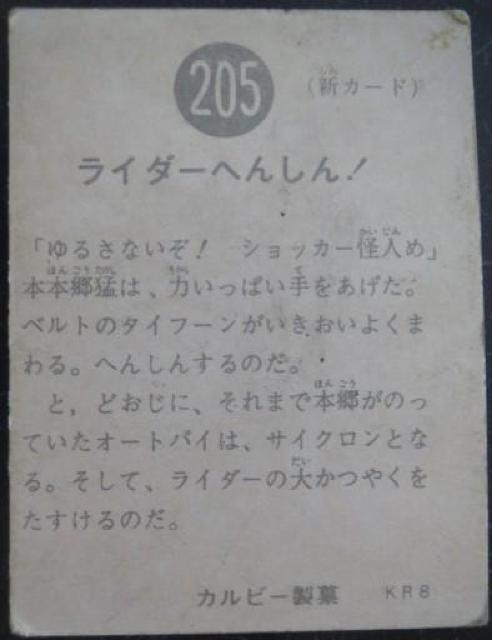 205
(新カード)
ライダーへんしん!
「ゆるさないぞ! ショッカー怪人め」
本本郷猛は、力いっぱい手をあげた。
ベルトのタイフーンがいきおいよくま
わる。へんしんするのだ。
と，どおじに、それまで本郷がのっ
ていたオートバイは、サイクロンとな
る。そして、ライダーの大かつやくを
たすけるのだ。
カルビー製菓 KR8